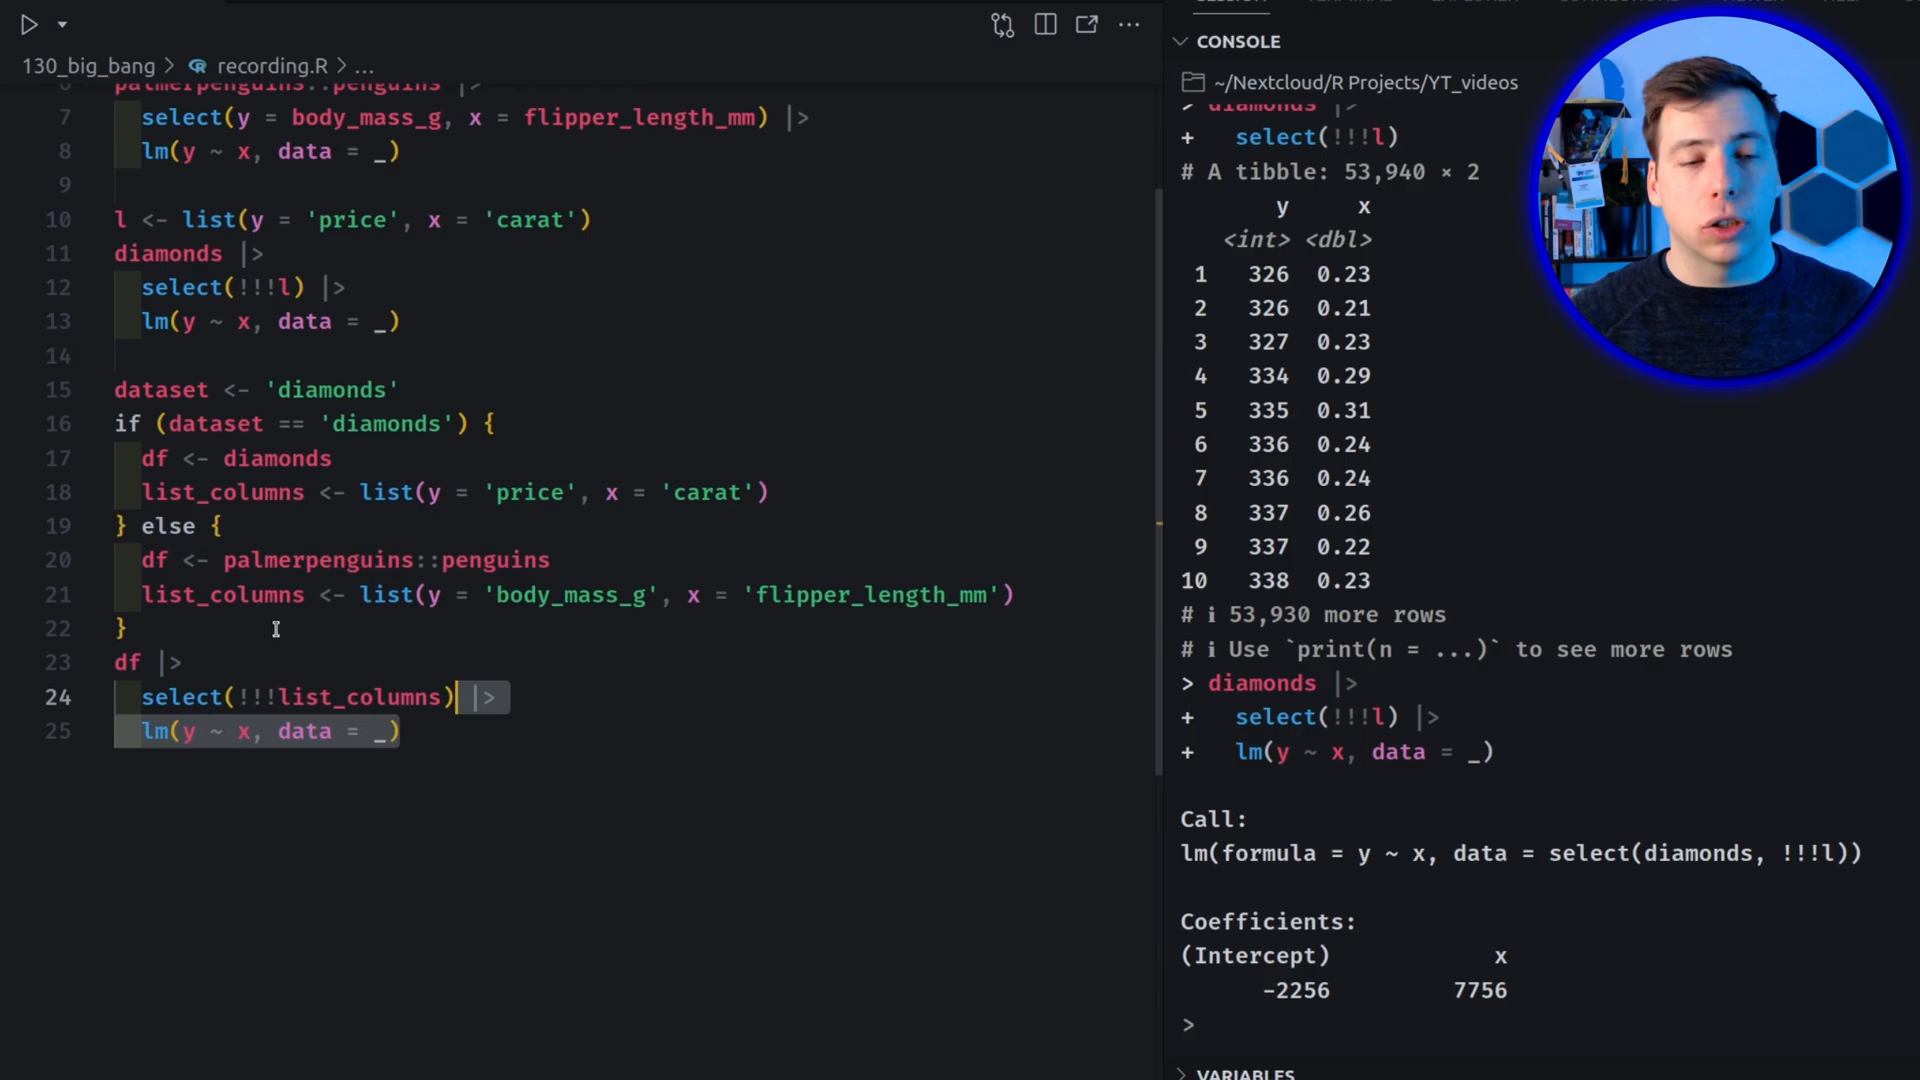 130_big_bang > recording.R > ...
palmerpenguins::penguins |>
7 select(y = body_mass_g, x = flipper_length_mm) |>
8 lm(y ~ x, data = _)
9
10 l <- list(y = 'price', x = 'carat')
11 diamonds |>
12 select(!!!l) |>
13 lm(y ~ x, data = _)
14
15 dataset <- 'diamonds'
16 if (dataset == 'diamonds') {
17 df <- diamonds
18 list_columns <- list(y = 'price', x = 'carat')
19 } else {
20 df <- palmerpenguins::penguins
21 list_columns <- list(y = 'body_mass_g', x = 'flipper_length_mm')
22 }
23 df |>
24 select(!!!list_columns) |>
25 lm(y ~ x, data = _)
CONSOLE
~/Nextcloud/R Projects/YT_videos
> diamonds |>
+ select(!!!l)
# A tibble: 53,940 × 2
y x
<int> <dbl>
1 326 0.23
2 326 0.21
3 327 0.23
4 334 0.29
5 335 0.31
6 336 0.24
7 336 0.24
8 337 0.26
9 337 0.22
10 338 0.23
# ℹ 53,930 more rows
# ℹ Use `print(n = ...)` to see more rows
> diamonds |>
+ select(!!!l) |>
+ lm(y ~ x, data = _)
Call:
lm(formula = y ~ x, data = select(diamonds, !!!l))
Coefficients:
(Intercept) x
-2256 7756
>
VARIABLES